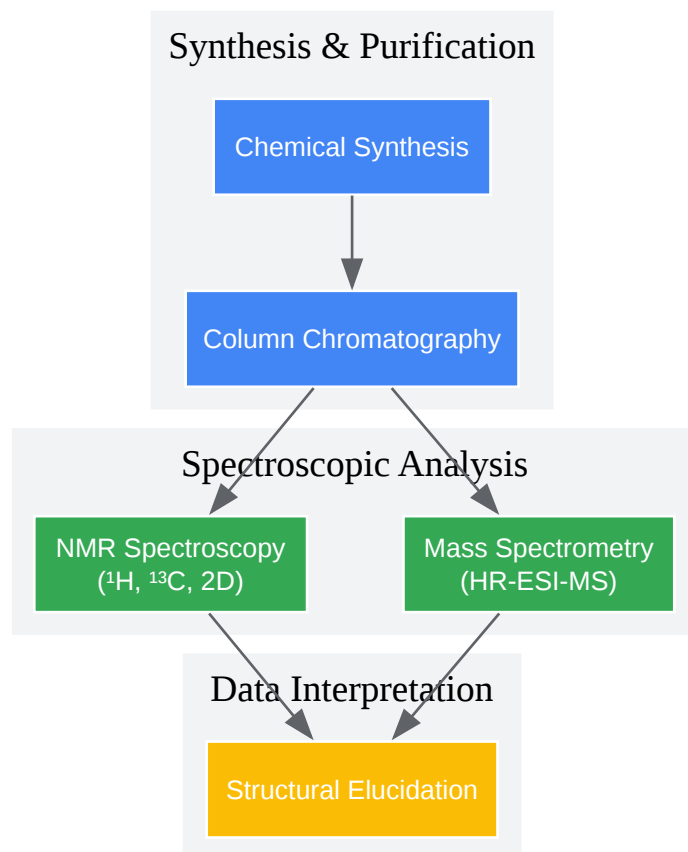 Synthesis & Purification
Chemical Synthesis
Column Chromatography
Spectroscopic Analysis
NMR Spectroscopy
(¹H, ¹³C, 2D)
Mass Spectrometry
(HR-ESI-MS)
Data Interpretation
Structural Elucidation